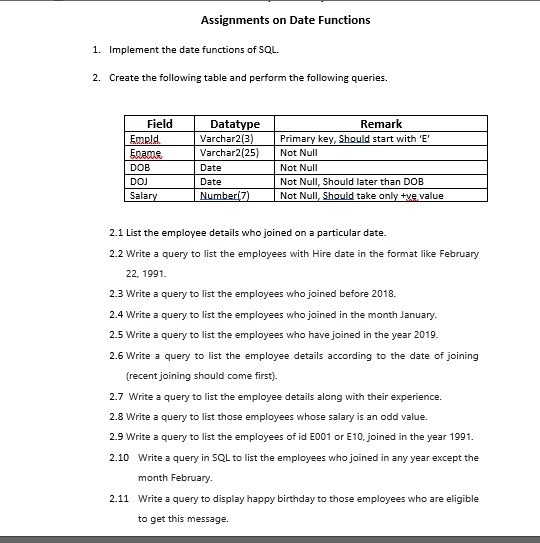 Assignments on Date Functions
1. Implement the date functions of SQL.
2. Create the following table and perform the following queries.
Field Datatype Remark
EmpId Varchar2(3) Primary key, Should start with ‘E’
Ename Varchar2(25) Not Null
DOB Date Not Null
DOJ Date Not Null, Should later than DOB
Salary Number(7) Not Null, Should take only +ve value
2.1 List the employee details who joined on a particular date.
2.2 Write a query to list the employees with Hire date in the format like February
22, 1991.
2.3 Write a query to list the employees who joined before 2018.
2.4 Write a query to list the employees who joined in the month January.
2.5 Write a query to list the employees who have joined in the year 2019.
2.6 Write a query to list the employee details according to the date of joining
(recent joining should come first).
2.7 Write a query to list the employee details along with their experience.
2.8 Write a query to list those employees whose salary is an odd value.
2.9 Write a query to list the employees of id E001 or E10, joined in the year 1991.
2.10 Write a query in SQL to list the employees who joined in any year except the
month February.
2.11 Write a query to display happy birthday to those employees who are eligible
to get this message.